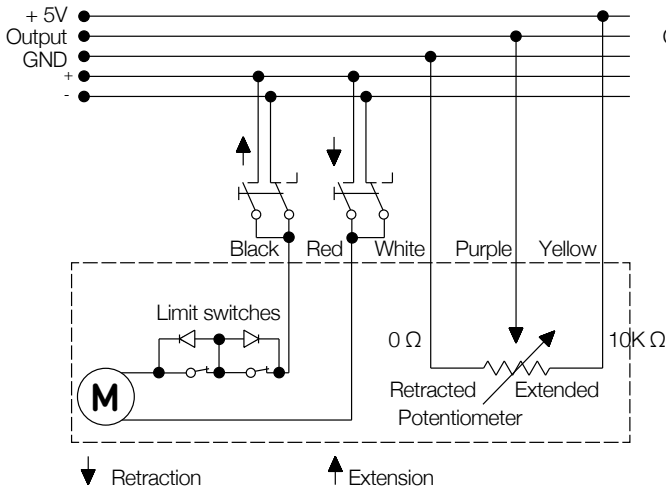 + 5V
Output
GND
+
-
Black Red White Purple Yellow
Limit switches
0 Ω 10K Ω
M
Retracted Extended
Potentiometer
Retraction Extension